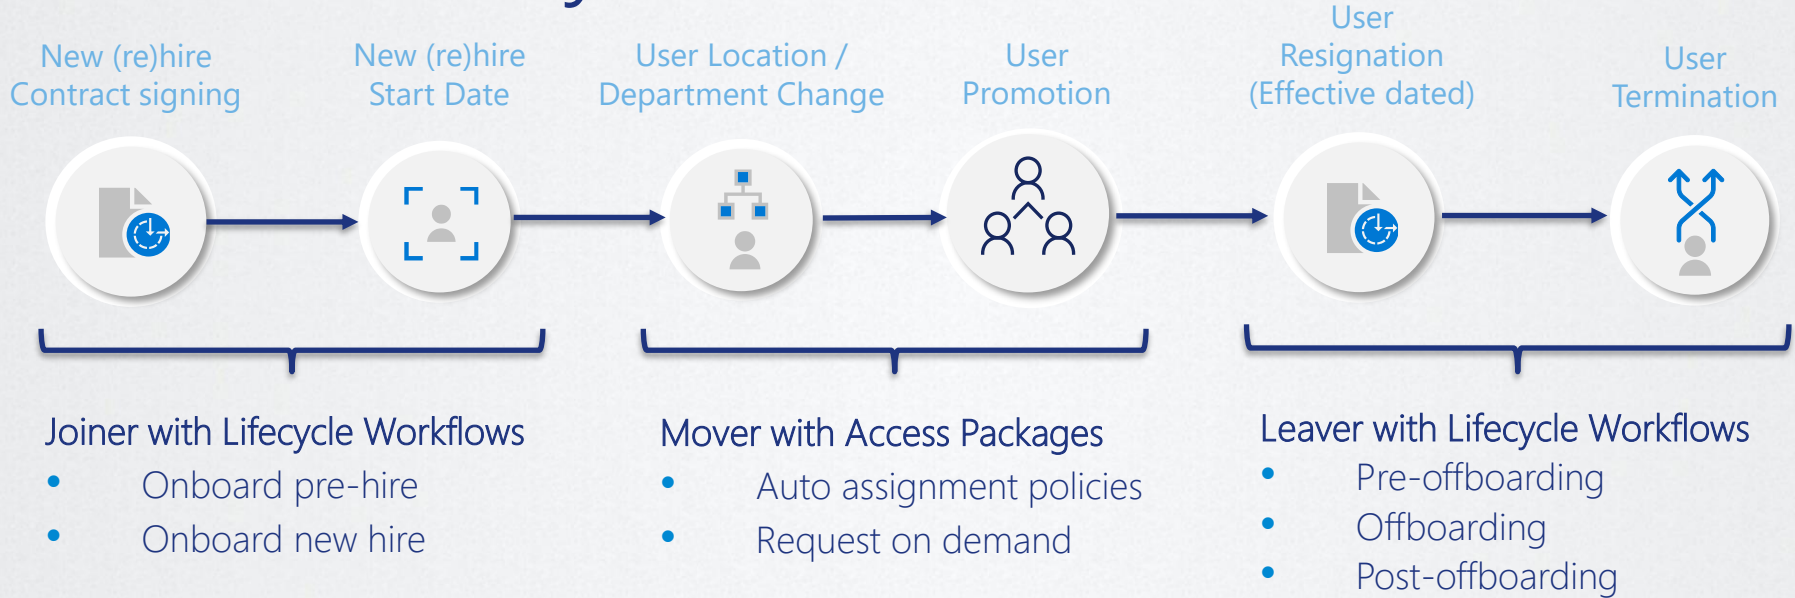 New (re)hire
Contract signing
New (re)hire
Start Date
User Location /
Department Change
User
Promotion
User
Resignation
(Effective dated)
User
Termination
Joiner with Lifecycle Workflows
• Onboard pre-hire
• Onboard new hire
Mover with Access Packages
• Auto assignment policies
• Request on demand
Leaver with Lifecycle Workflows
• Pre-offboarding
• Offboarding
• Post-offboarding